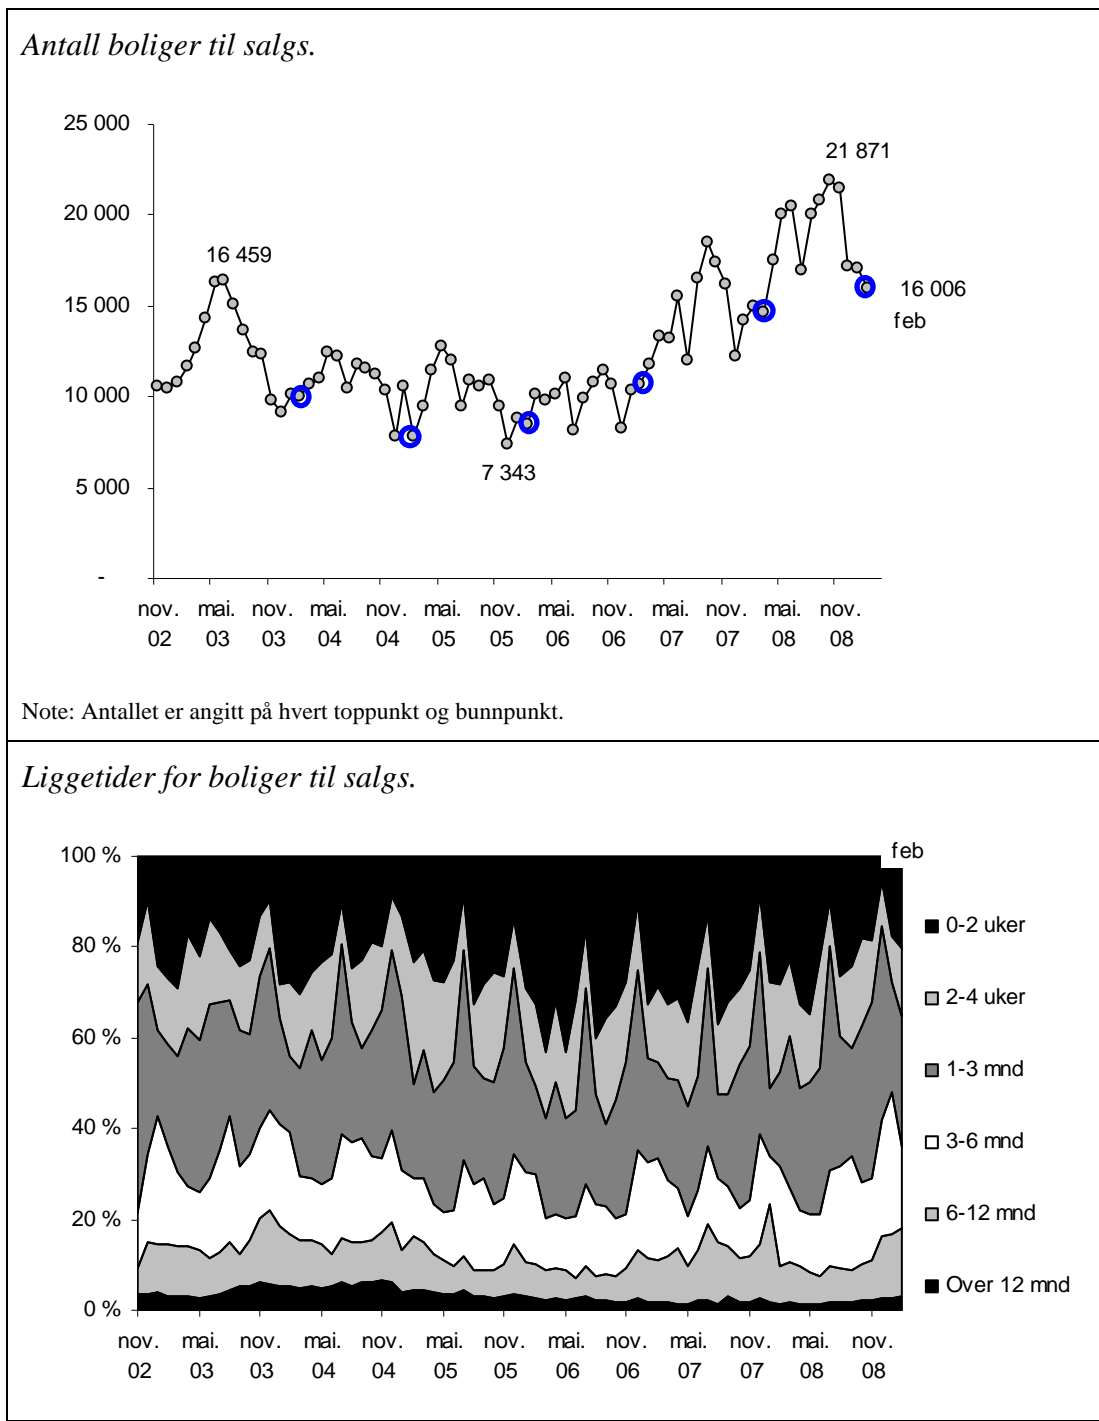 Antall boliger til salgs.
25 000
20 000
15 000
10 000
5 000
-
16 459
7 343
21 871
16 006
feb
nov. mai. nov. mai. nov. mai. nov. mai. nov. mai. nov. mai. nov.
02 03 03 04 04 05 05 06 06 07 07 08 08
Note: Antallet er angitt på hvert toppunkt og bunnpunkt.
Liggetider for boliger til salgs.
100 %
80 %
60 %
40 %
20 %
0 %
feb
0-2 uker
2-4 uker
1-3 mnd
3-6 mnd
6-12 mnd
Over 12 mnd
nov. mai. nov. mai. nov. mai. nov. mai. nov. mai. nov. mai. nov.
02 03 03 04 04 05 05 06 06 07 07 08 08